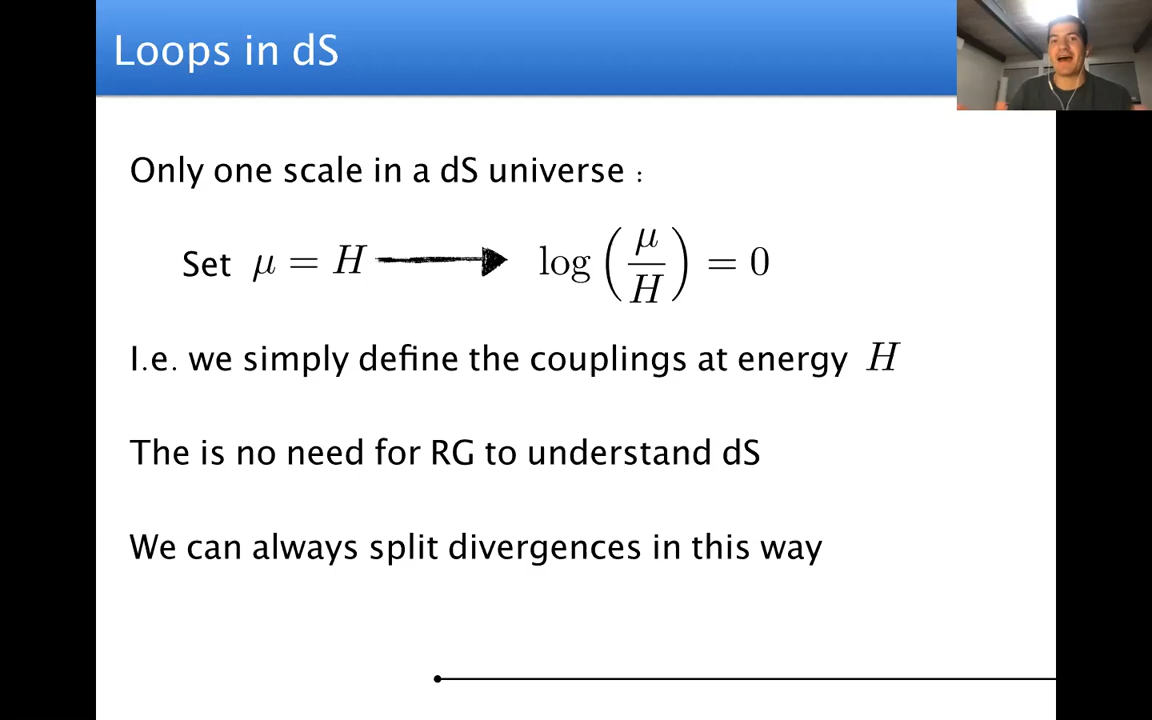 Loops in dS
Only one scale in a dS universe :
Set μ = H → log (μ/H) = 0
I.e. we simply define the couplings at energy H
The is no need for RG to understand dS
We can always split divergences in this way